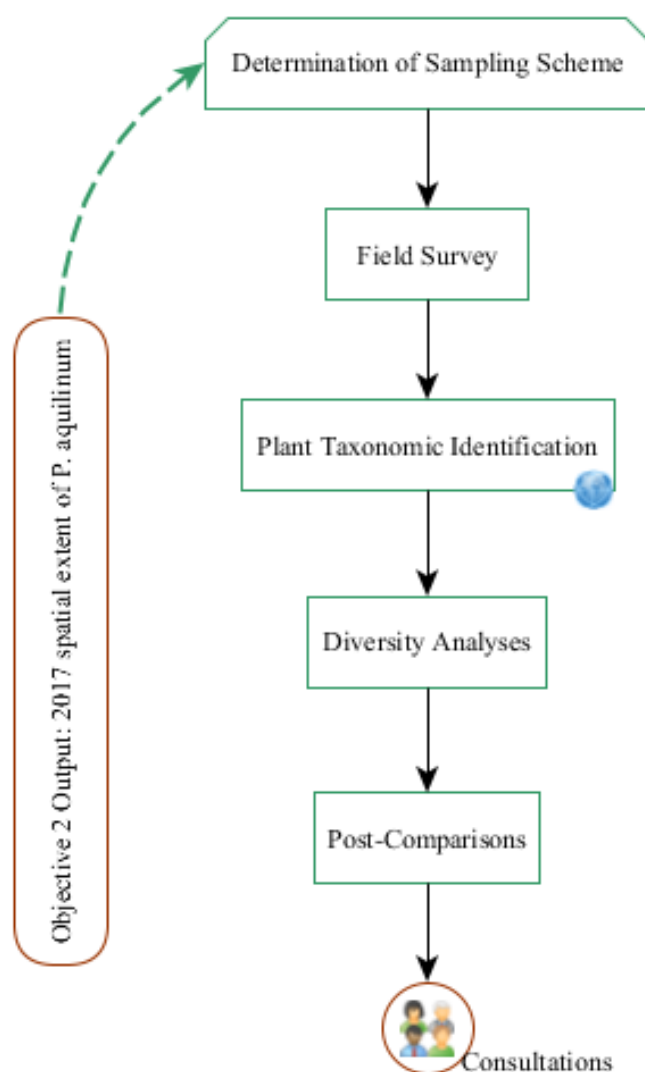 Determination of Sampling Scheme
Field Survey
Plant Taxonomic Identification
Diversity Analyses
Post-Comparisons
Consultations
Objective 2 Output: 2017 spatial extent of P. aquilinum